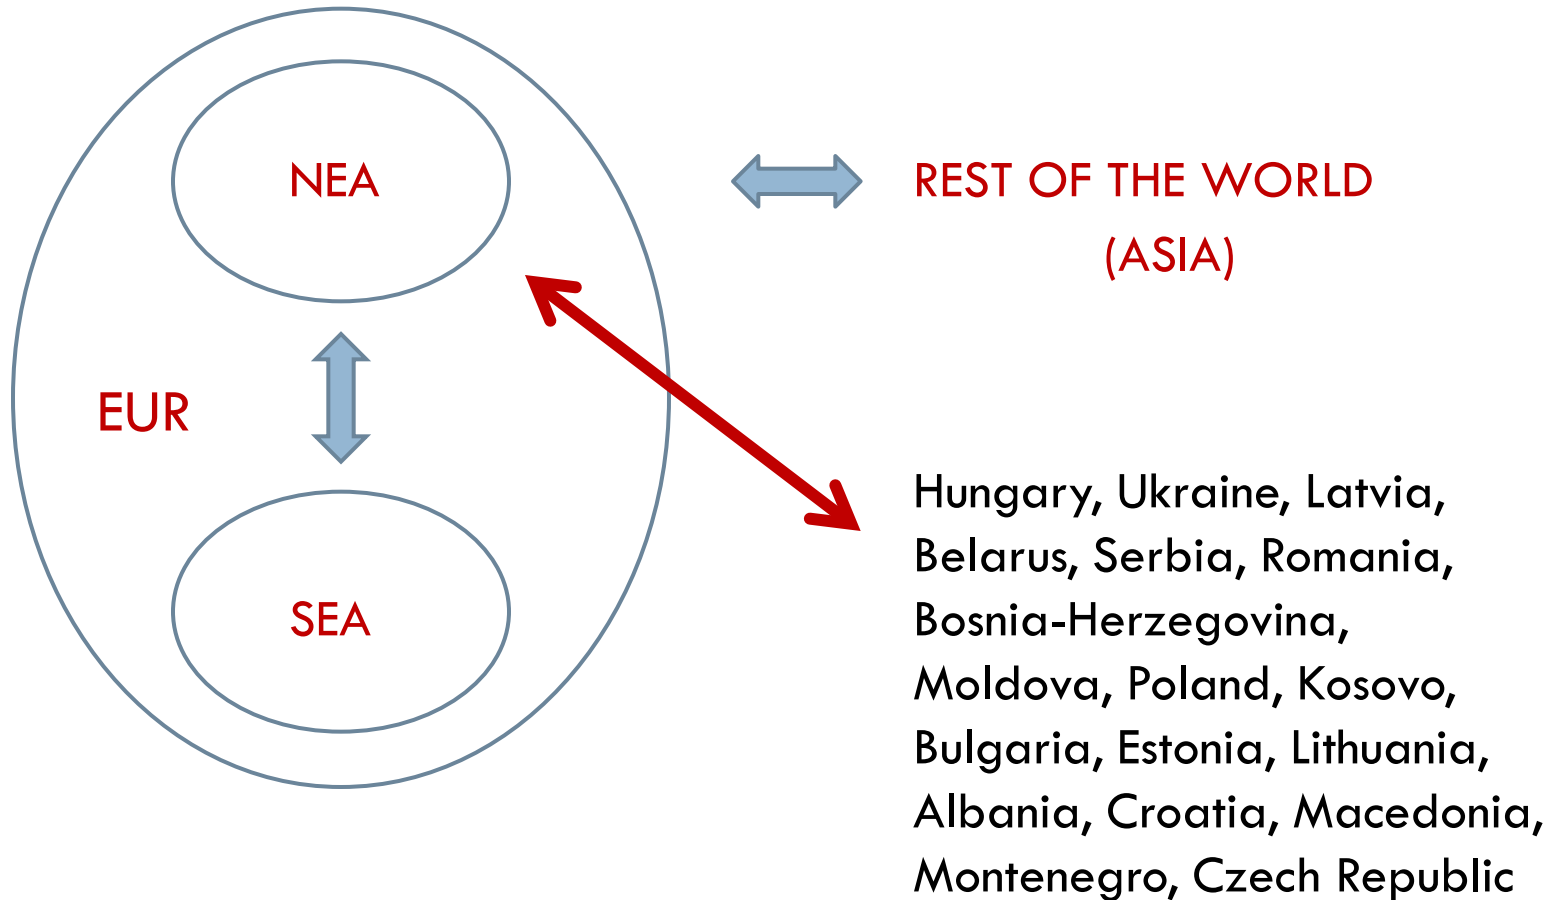 NEA
REST OF THE WORLD
(ASIA)
EUR
SEA
Hungary, Ukraine, Latvia,
Belarus, Serbia, Romania,
Bosnia-Herzegovina,
Moldova, Poland, Kosovo,
Bulgaria, Estonia, Lithuania,
Albania, Croatia, Macedonia,
Montenegro, Czech Republic